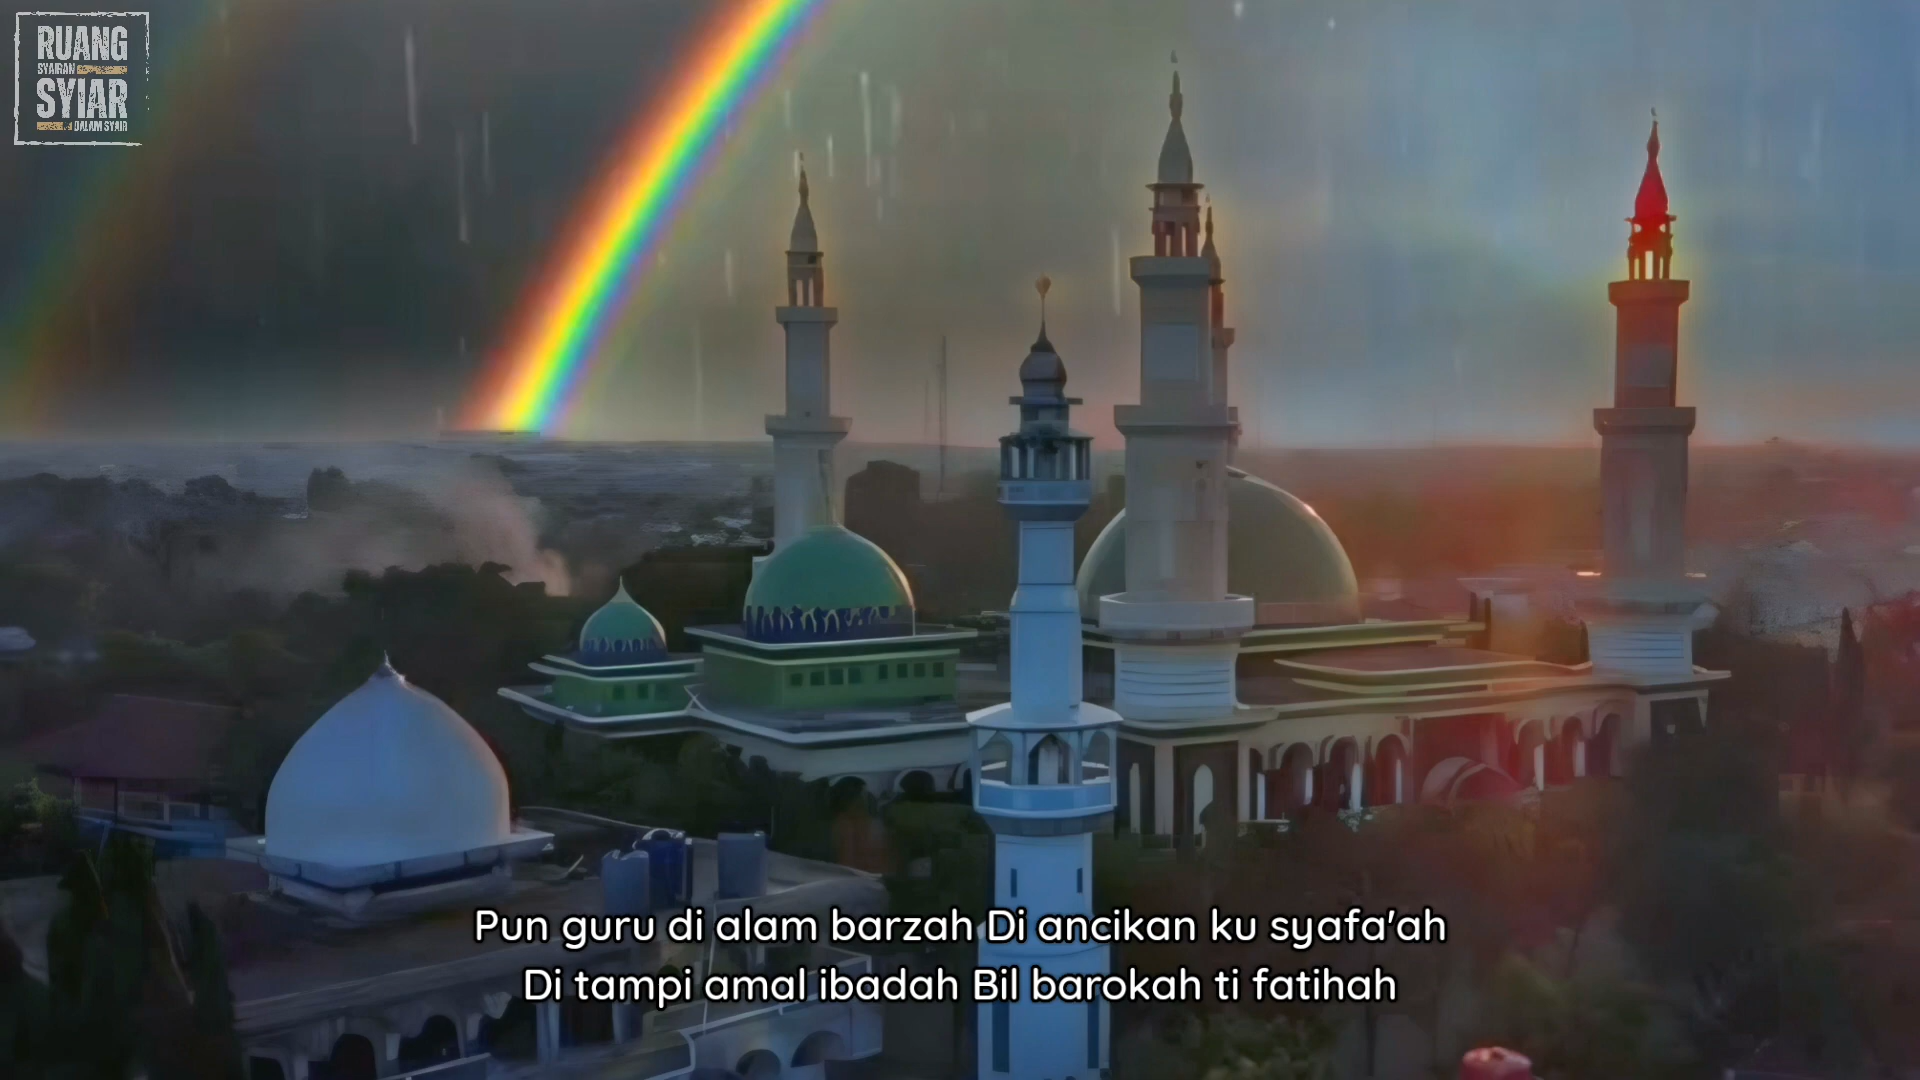 RUANG
SYAIRAN
SYIAR
DALAM SYAIR
Pun guru di alam barzah Di ancikan ku syafa'ah
Di tampi amal ibadah Bil barokah ti fatihah